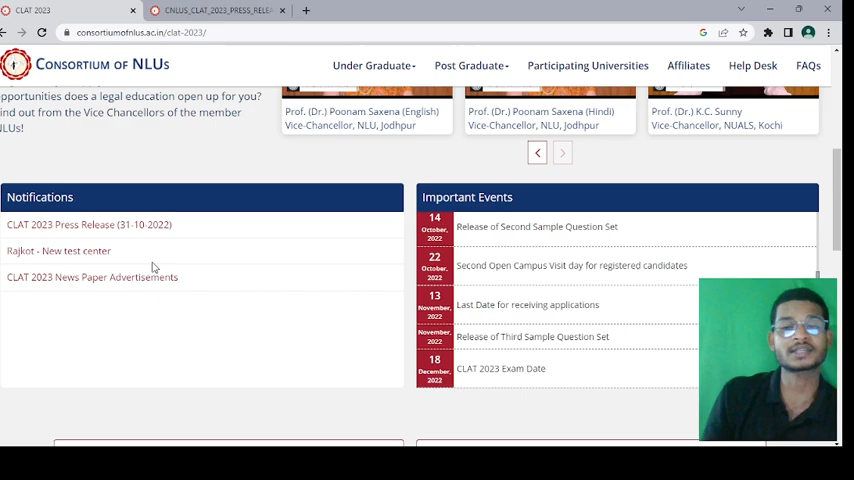 CLAT 2023
CNLUS_CLAT_2023_PRESS_RELEA
consortiumofnlus.ac.in/clat-2023/
CONSORTIUM OF NLUS
Under Graduate
Post Graduate
Participating Universities
Affiliates
Help Desk
FAQs
opportunities does a legal education open up for you?
ind out from the Vice Chancellors of the member
NLUs!
Prof. (Dr.) Poonam Saxena (English)
Vice-Chancellor, NLU, Jodhpur
Prof. (Dr.) Poonam Saxena (Hindi)
Vice-Chancellor, NLU, Jodhpur
Prof. (Dr.) K.C. Sunny
Vice-Chancellor, NUALS, Kochi
Notifications
CLAT 2023 Press Release (31-10-2022)
Rajkot - New test center
CLAT 2023 News Paper Advertisements
Important Events
14
October,
2022
Release of Second Sample Question Set
22
October,
2022
Second Open Campus Visit day for registered candidates
13
November,
2022
Last Date for receiving applications
November,
2022
Release of Third Sample Question Set
18
December,
2022
CLAT 2023 Exam Date